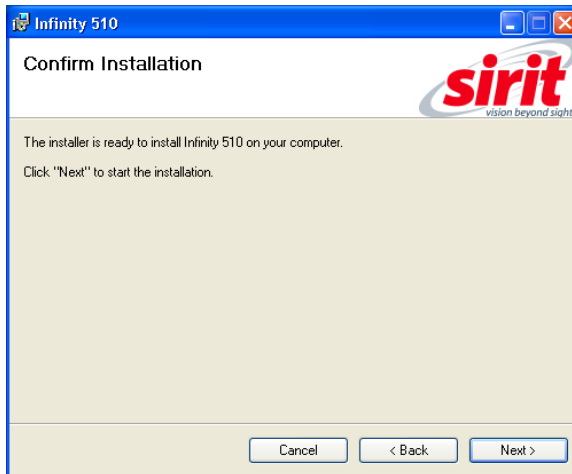 Infinity 510
Confirm Installation
sirit
vision beyond sight
The installer is ready to install Infinity 510 on your computer.
Click "Next" to start the installation.
Cancel
< Back
Next >